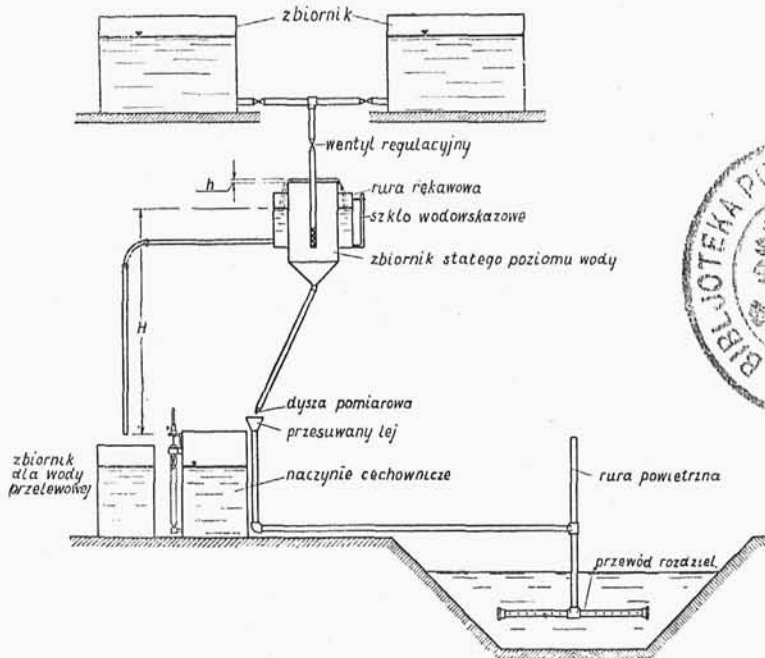 zbiornik
wentyl regulacyjny
h
rura rękawowa
szkło wodowskazowe
zbiornik stałego poziomu wody
H
dysza pomiarowa
przesuwany lej
zbiornik
dla wody
przelewowej
naczynie cechownicze
rura powietrzna
przewód rozdziel.
BIBLJOTEKA